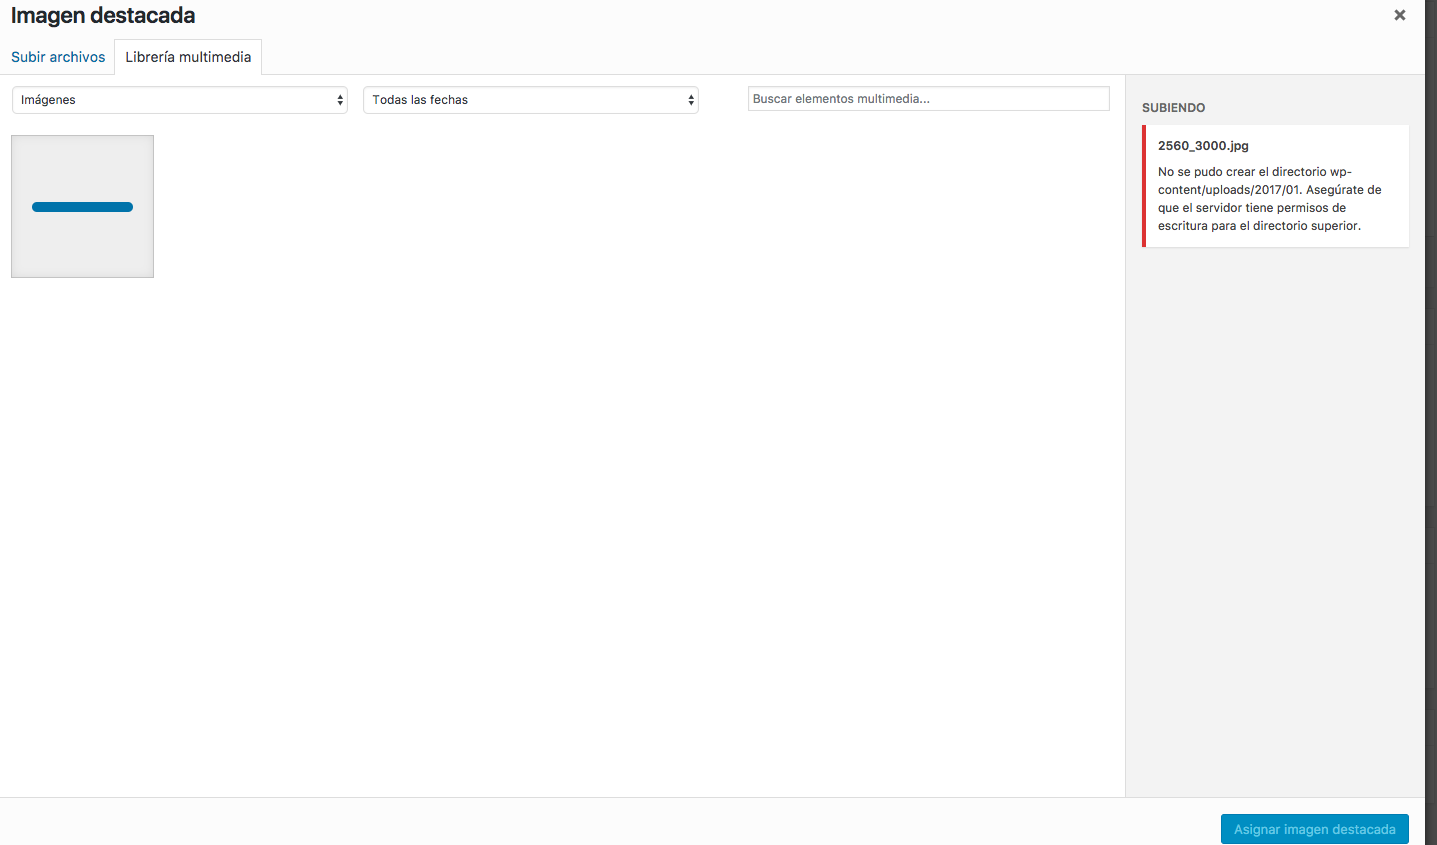 Imagen destacada
Subir archivos
Librería multimedia
Imágenes
Todas las fechas
Buscar elementos multimedia...
SUBIENDO
2560_3000.jpg
No se pudo crear el directorio wp-
content/uploads/2017/01. Asegúrate de
que el servidor tiene permisos de
escritura para el directorio superior.
Asignar imagen destacada